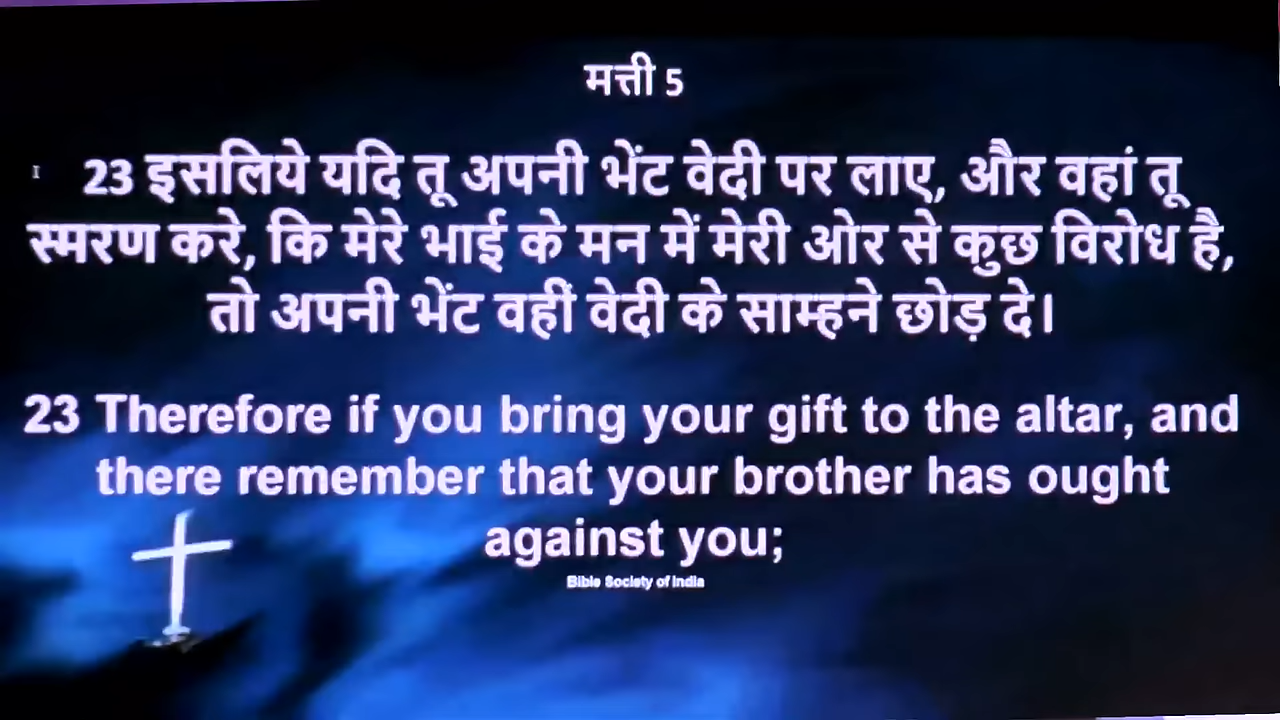 मत्ती 5
23 इसलिये यदि तू अपनी भेंट वेदी पर लाए, और वहां तू
स्मरण करे, कि मेरे भाई के मन में मेरी ओर से कुछ विरोध है,
तो अपनी भेंट वहीं वेदी के साम्हने छोड़ दे।
23 Therefore if you bring your gift to the altar, and
there remember that your brother has ought
against you;
Bible Society of India